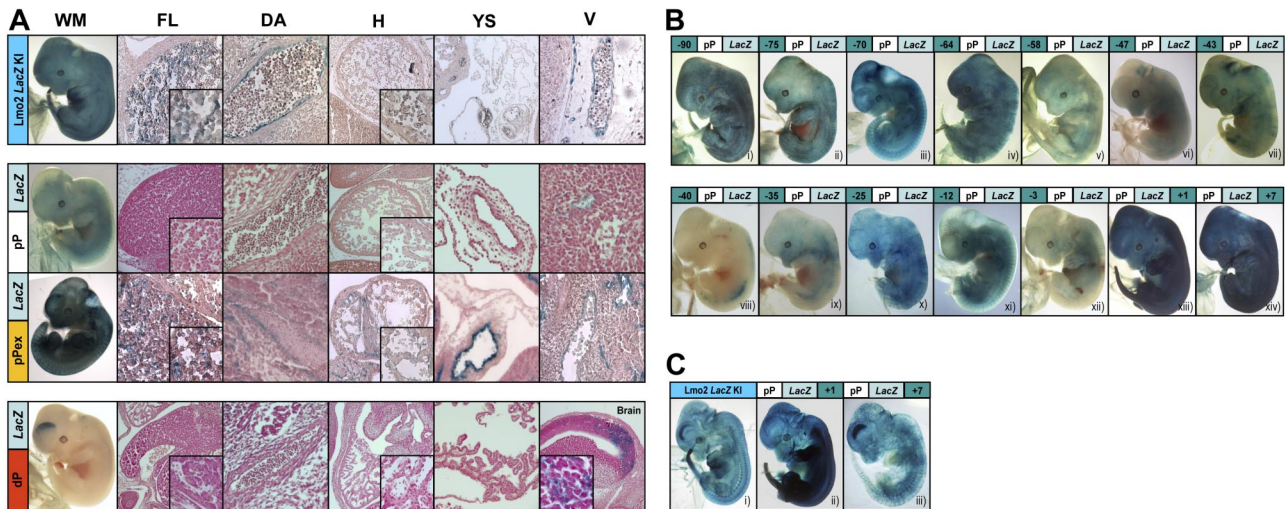 A
WM FL DA H YS V
Lmo2 LacZ KI
LacZ
pP
LacZ
pPex
LacZ
dP
Brain
B
-90 pP LacZ -75 pP LacZ -70 pP LacZ -64 pP LacZ -58 pP LacZ -47 pP LacZ -43 pP LacZ
i) ii) iii) iv) v) vi) vii)
-40 pP LacZ -35 pP LacZ -25 pP LacZ -12 pP LacZ -3 pP LacZ pP LacZ +1 pP LacZ +7
viii) ix) x) xi) xii) xiii) xiv)
C
Lmo2 LacZ KI pP LacZ +1 pP LacZ +7
i) ii) iii)